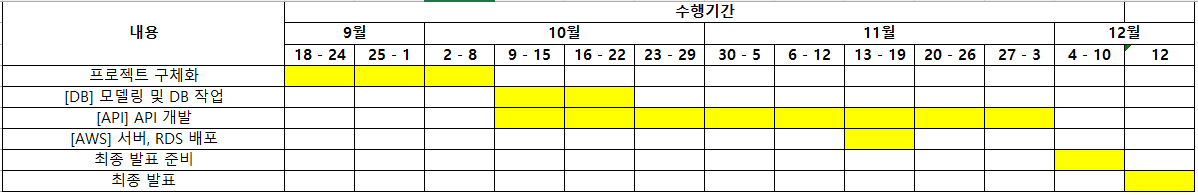 내용 수행기간
9월 10월 11월 12월
18 - 24 25 - 1 2 - 8 9 - 15 16 - 22 23 - 29 30 - 5 6 - 12 13 - 19 20 - 26 27 - 3 4 - 10 12
프로젝트 구체화
[DB] 모델링 및 DB 작업
[API] API 개발
[AWS] 서버, RDS 배포
최종 발표 준비
최종 발표